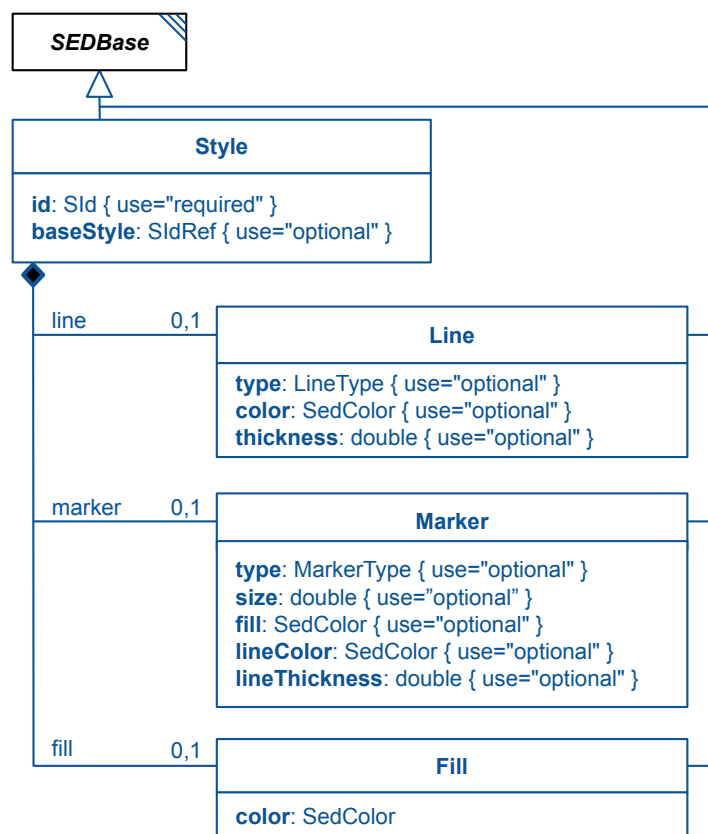 SEDBase
Style
id: SId { use="required" }
baseStyle: SIdRef { use="optional" }
line 0,1
Line
type: LineType { use="optional" }
color: SedColor { use="optional" }
thickness: double { use="optional" }
marker 0,1
Marker
type: MarkerType { use="optional" }
size: double { use=”optional” }
fill: SedColor { use="optional" }
lineColor: SedColor { use="optional" }
lineThickness: double { use="optional" }
fill 0,1
Fill
color: SedColor